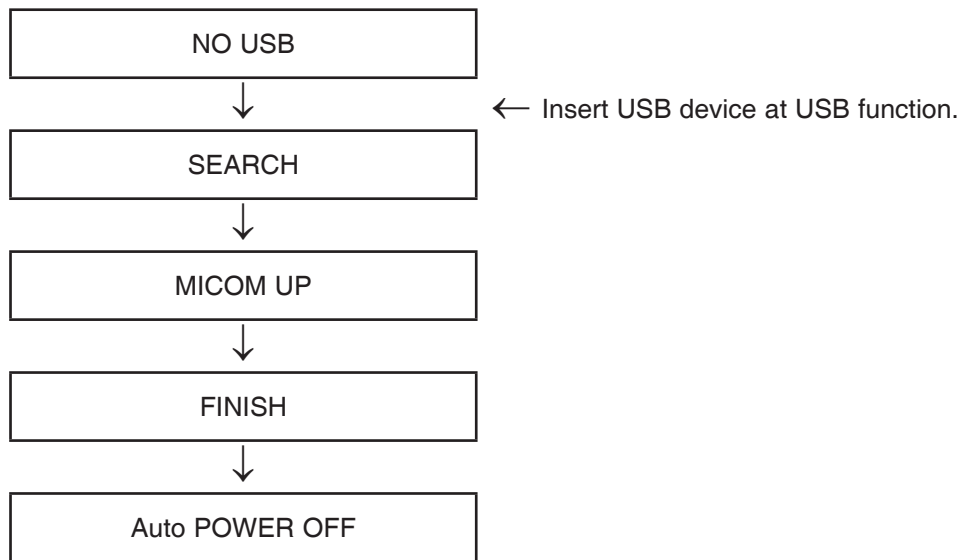 NO USB
← Insert USB device at USB function.
SEARCH
MICOM UP
FINISH
Auto POWER OFF